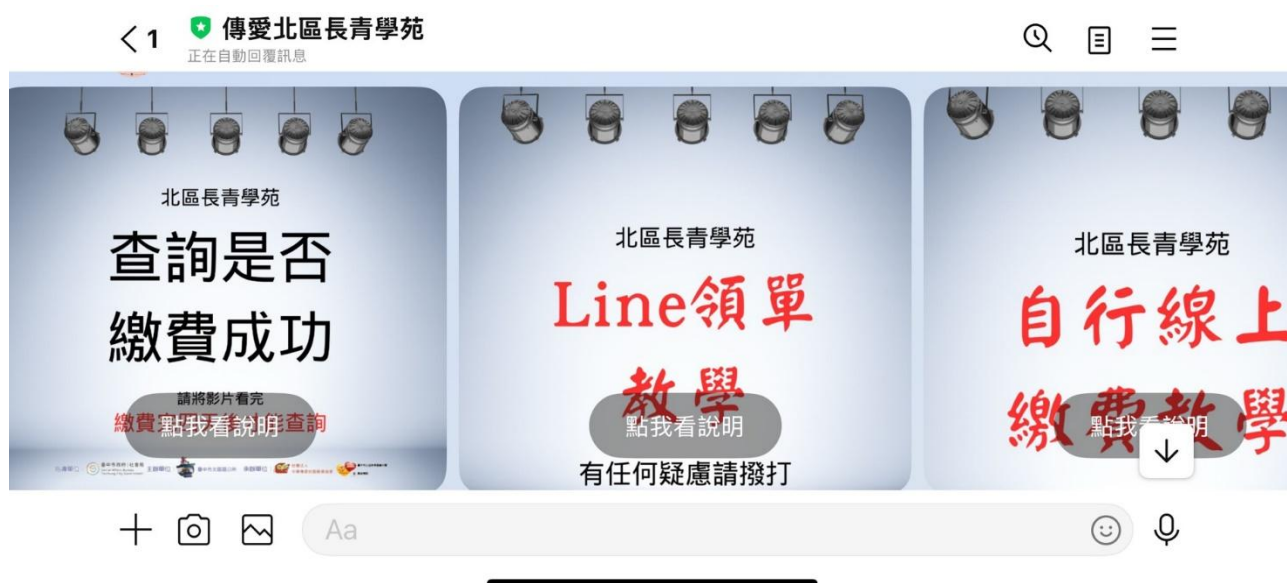 1
傳愛北區長青學苑
正在自動回覆訊息
北區長青學苑
查詢是否
繳費成功
請將影片看完
點我看說明
北區長青學苑
Line領單
教學
點我看說明
有任何疑慮請撥打
北區長青學苑
自行線上
繳費教學
點我看說明
Aa